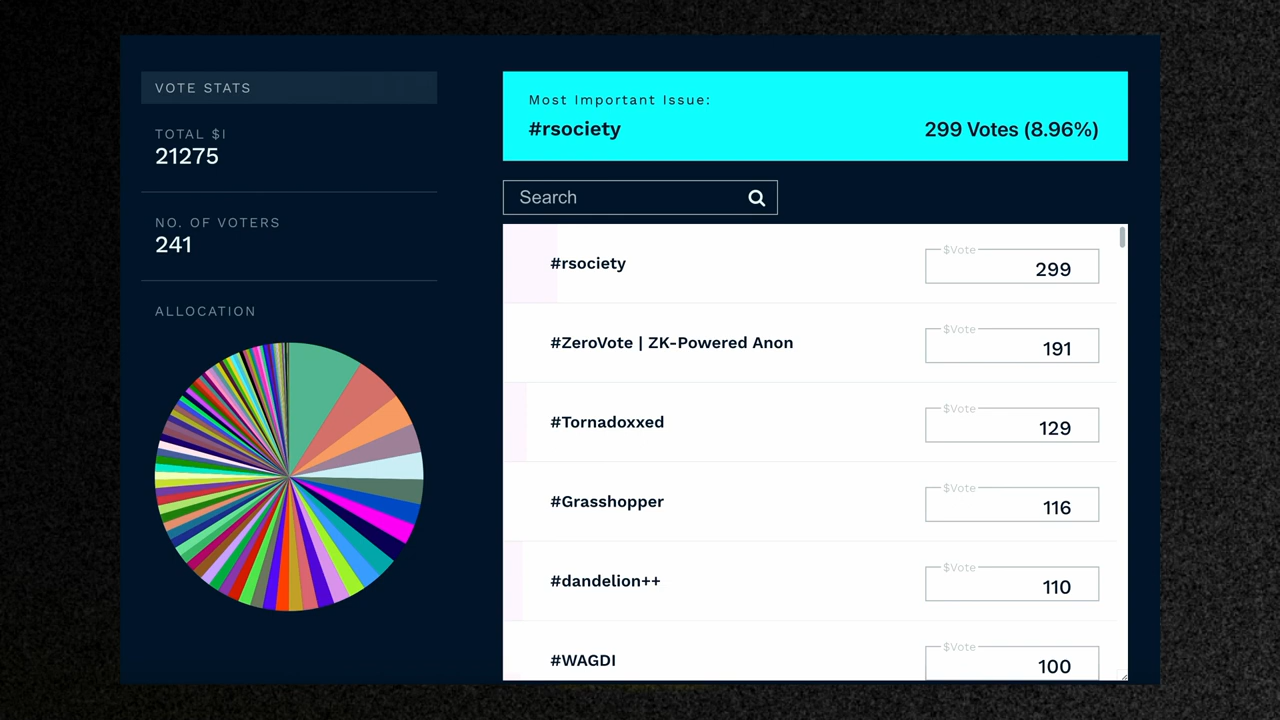 VOTE STATS
TOTAL $I
21275
NO. OF VOTERS
241
ALLOCATION
Most Important Issue:
#rsociety
299 Votes (8.96%)
Search
#rsociety
$Vote
299
#ZeroVote | ZK-Powered Anon
$Vote
191
#Tornadoxxed
$Vote
129
#Grasshopper
$Vote
116
#dandelion++
$Vote
110
#WAGDI
$Vote
100